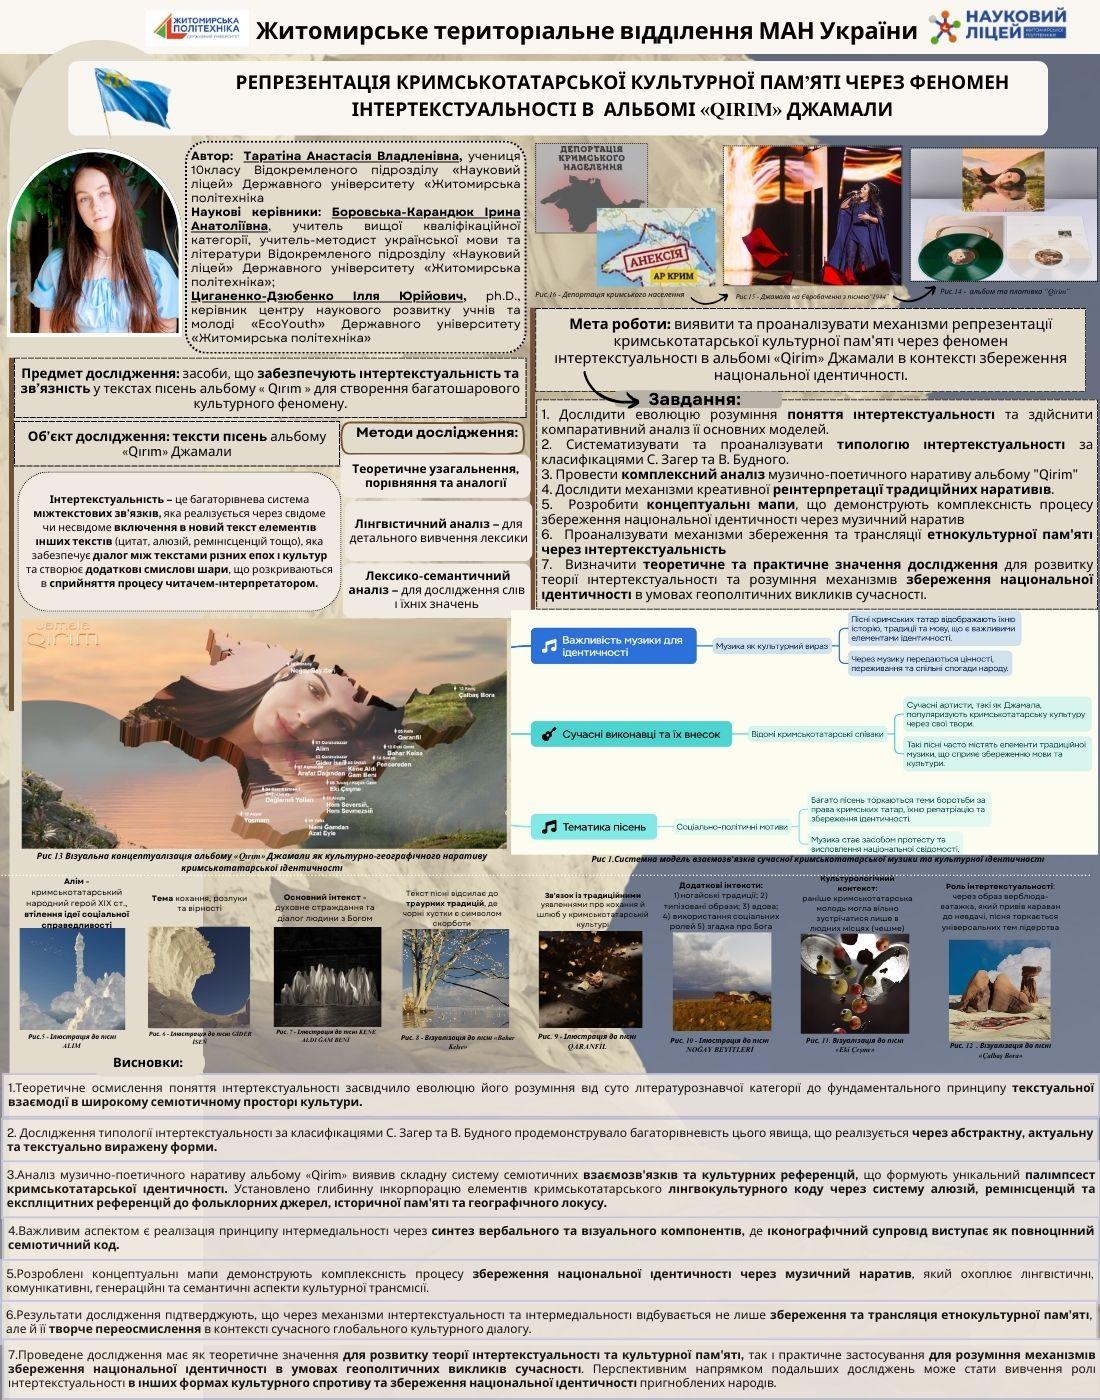 ЖИТОМИРСЬКА
ПОЛІТЕХНІКА
ДЕРЖАВНИЙ УНІВЕРСИТЕТ
Житомирське територіальне відділення МАН України
НАУКОВИЙ
ЛІЦЕЙ
РЕПРЕЗЕНТАЦІЯ КРИМСЬКОТАТАРСЬКОЇ КУЛЬТУРНОЇ ПАМ’ЯТІ ЧЕРЕЗ ФЕНОМЕН
ІНТЕРТЕКСТУАЛЬНОСТІ В АЛЬБОМІ «QIRIM» ДЖАМАЛИ
Автор: Таратіна Анастасія Владленівна, учениця
10класу Відокремленого підрозділу «Науковий
ліцей» Державного університету «Житомирська
політехніка
Наукові керівники: Боровська-Карандюк Ірина
Анатоліївна, учитель вищої кваліфікаційної
категорії, учитель-методист української мови та
літератури Відокремленого підрозділу «Науковий
ліцей» Державного університету «Житомирська
політехніка»;
Циганенко-Дзюбенко Ілля Юрійович, ph.D.,
керівник центру наукового розвитку учнів та
молоді «EcoYouth» Державного університету
«Житомирська політехніка»
ДЕПОРТАЦІЯ
КРИМСЬКОГО
НАСЕЛЕННЯ
АНЕКСІЯ
АР КРИМ
Рис.16 - Депортація кримського населення
Рис.15 - Джамала на Євробаченні з піснею"1944"
Рис.14 - альбом та платівка "Qirim"
Мета роботи: виявити та проаналізувати механізми репрезентації
кримськотатарської культурної пам'яті через феномен
інтертекстуальності в альбомі «Qirim» Джамали в контексті збереження
національної ідентичності.
Предмет дослідження: засоби, що забезпечують інтертекстуальність та
зв’язність у текстах пісень альбому « Qırım » для створення багатошарового
культурного феномену.
Об’єкт дослідження: тексти пісень альбому
«Qırım» Джамали
Методи дослідження:
Теоретичне узагальнення,
порівняння та аналогії
Лінгвістичний аналіз – для
детального вивчення лексики
Лексико-семантичний
аналіз – для дослідження слів
і їхніх значень
Інтертекстуальність – це багаторівнева система
міжтекстових зв'язків, яка реалізується через свідоме
чи несвідоме включення в новий текст елементів
інших текстів (цитат, алюзій, ремінісценцій тощо), яка
забезпечує діалог між текстами різних епох і культур
та створює додаткові смислові шари, що розкриваються
в сприйняття процесу читачем-інтерпретатором.
Завдання:
1. Дослідити еволюцію розуміння поняття інтертекстуальності та здійснити
компаративний аналіз її основних моделей.
2. Систематизувати та проаналізувати типологію інтертекстуальності за
класифікаціями С. Загер та В. Будного.
3. Провести комплексний аналіз музично-поетичного наративу альбому "Qirim"
4. Дослідити механізми креативної реінтерпретації традиційних наративів.
5. Розробити концептуальні мапи, що демонструють комплексність процесу
збереження національної ідентичності через музичний наратив
6. Проаналізувати механізми збереження та трансляції етнокультурної пам'яті
через інтертекстуальність
7. Визначити теоретичне та практичне значення дослідження для розвитку
теорії інтертекстуальності та розуміння механізмів збереження національної
ідентичності в умовах геополітичних викликів сучасності.
Jamala
QIRIM
Çalbaş Bora
Qaranfil
Bahar Keise
Pencereden
Alim
Gider Isen
Kene Aldı
Gam Beni
Arafat Dağından
Eki Çeşme
Dağlarnıñ Yolları
Hem Seversiñ,
Hem Sevmezsiñ
Yosmam
Nani Ğamdan
Azat Eyle
Рис 13 Візуальна концептуалізація альбому «Qırım» Джамали як культурно-географічного наративу
кримськотатарської ідентичності
Важливість музики для
ідентичності
Музика як культурний вираз
Пісні кримських татар відображають їхню
історію, традиції та мову, що є важливими
елементами ідентичності.
Через музику передаються цінності,
переживання та спільні спогади народу.
Сучасні виконавці та їх внесок
Відомі кримськотатарські співаки
Сучасні артисти, такі як Джамала,
популяризують кримськотатарську культуру
через свої твори.
Такі пісні часто містять елементи традиційної
музики, що сприяє збереженню мови та
культури.
Тематика пісень
Соціально-політичні мотиви
Багато пісень торкаються теми боротьби за
права кримських татар, їхню репатріацію та
збереження ідентичності.
Музика стає засобом протесту та
висловлення національної свідомості,
Рис 1.Системна модель взаємозв'язків сучасної кримськотатарської музики та культурної ідентичності
Алім -
кримськотатарський
народний герой XIX ст.,
втілення ідеї соціальної
справедливості
Рис.5 - Ілюстрація до пісні
ALIM
Тема кохання, розлуки
та вірності
Рис. 6 - Ілюстрація до пісні GİDER
İSEÑ
Основний інтекст -
духовне страждання та
діалог людини з Богом
Рис. 7 - Ілюстрація до пісні KENE
ALDI ĞAM BENİ
Текст пісні відсилає до
траурних традицій, де
чорні хустки є символом
скорботи
Рис. 8 - Візуалізація до пісні «Bahar
Kelse»
Зв'язок із традиційними
уявленнями про кохання й
шлюб у кримськотатарській
культурі
Рис. 9 - Ілюстрація до пісні
QARANFİL
Додаткові інтексти:
1)ногайські традиції; 2)
типізовані образи; 3) вдова;
4) використання соціальних
ролей 5) згадка про Бога
Рис. 10 - Ілюстрація до пісні
NOĞAY BEYİTLERİ
Культурологічний
контекст:
раніше кримськотатарська
молодь могла вільно
зустрічатися лише в
людних місцях (чешме)
Рис. 11. Візуалізація до пісні
«Eki Çeşme»
Роль інтертекстуальності:
через образ верблюда-
ватажка, який привів караван
до невдачі, пісня торкається
універсальних тем лідерства
Рис. 12 . Візуалізація до пісні
«Çalbaş Bora»
Висновки:
1.Теоретичне осмислення поняття інтертекстуальності засвідчило еволюцію його розуміння від суто літературознавчої категорії до фундаментального принципу текстуальної
взаємодії в широкому семіотичному просторі культури.
2. Дослідження типології інтертекстуальності за класифікаціями С. Загер та В. Будного продемонструвало багаторівневість цього явища, що реалізується через абстрактну, актуальну
та текстуально виражену форми.
3.Аналіз музично-поетичного наративу альбому «Qirim» виявив складну систему семіотичних взаємозв'язків та культурних референцій, що формують унікальний палімпсест
кримськотатарської ідентичності. Установлено глибинну інкорпорацію елементів кримськотатарського лінгвокультурного коду через систему алюзій, ремінісценцій та
експліцитних референцій до фольклорних джерел, історичної пам'яті та географічного локусу.
4.Важливим аспектом є реалізація принципу інтермедіальності через синтез вербального та візуального компонентів, де іконографічний супровід виступає як повноцінний
семіотичний код.
5.Розроблені концептуальні мапи демонструють комплексність процесу збереження національної ідентичності через музичний наратив, який охоплює лінгвістичні,
комунікативні, генераційні та семантичні аспекти культурної трансмісії.
6.Результати дослідження підтверджують, що через механізми інтертекстуальності та інтермедіальності відбувається не лише збереження та трансляція етнокультурної пам'яті,
але й її творче переосмислення в контексті сучасного глобального культурного діалогу.
7.Проведене дослідження має як теоретичне значення для розвитку теорії інтертекстуальності та культурної пам'яті, так і практичне застосування для розуміння механізмів
збереження національної ідентичності в умовах геополітичних викликів сучасності. Перспективним напрямком подальших досліджень може стати вивчення ролі
інтертекстуальності в інших формах культурного спротиву та збереження національної ідентичності пригноблених народів.